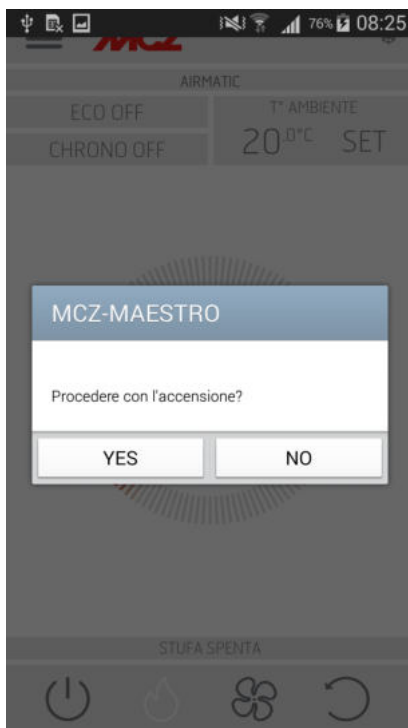 76% 08:25
MCZ
AIRMATIC
ECO OFF
T° AMBIENTE
CHRONO OFF
20.0°C SET
MCZ-MAESTRO
Procedere con l'accensione?
YES NO
STUFA SPENTA